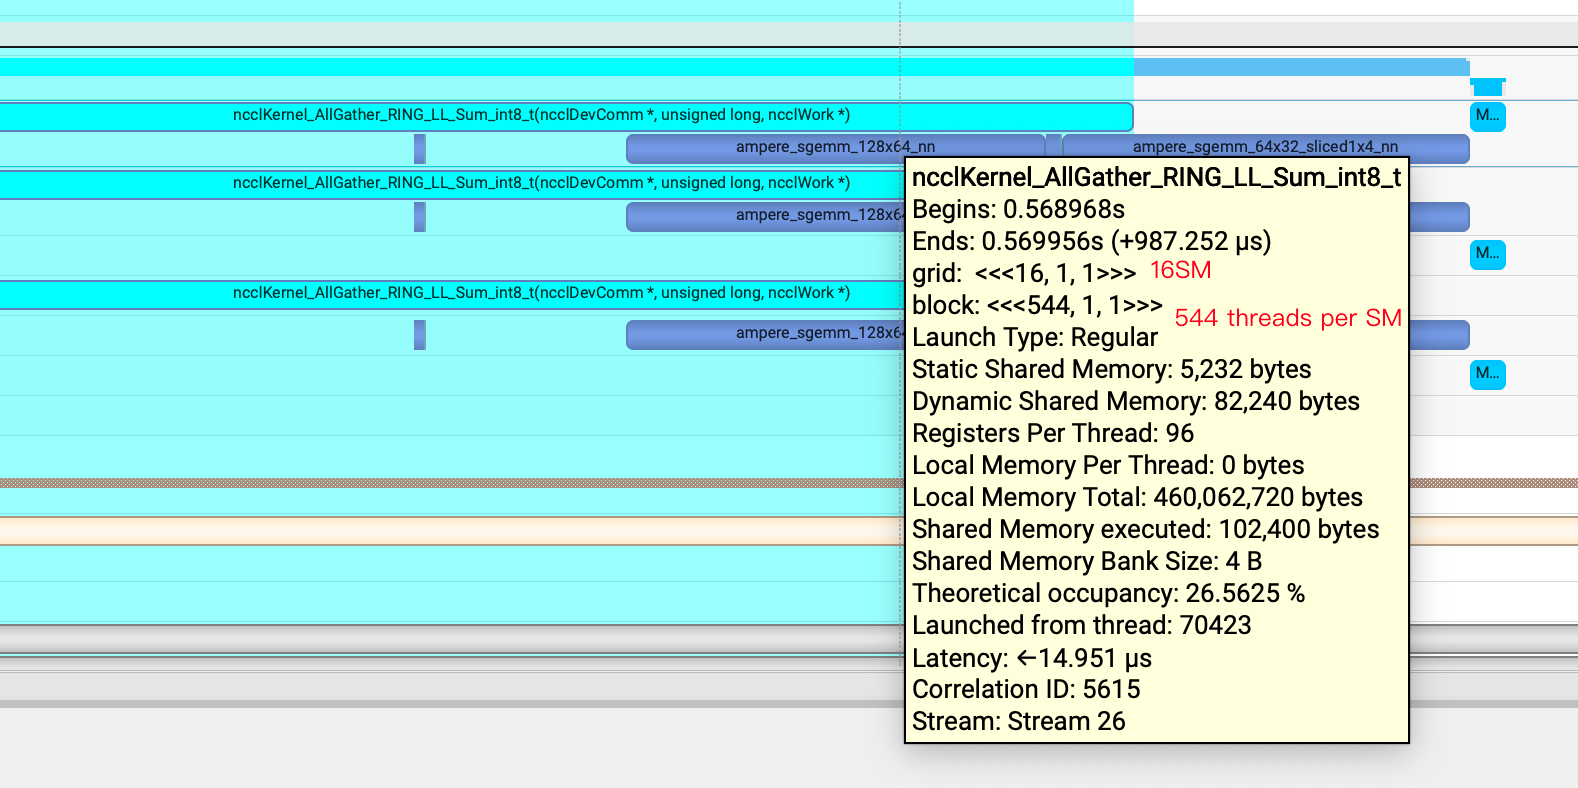 ncclKernel_AllGather_RING_LL_Sum_int8_t(ncclDevComm *, unsigned long, ncclWork *)
M...
ampere_sgemm_128x64_nn
ampere_sgemm_64x32_sliced1x4_nn
ncclKernel_AllGather_RING_LL_Sum_int8_t(ncclDevComm *, unsigned long, ncclWork *)
ampere_sgemm_128x6
M...
ncclKernel_AllGather_RING_LL_Sum_int8_t(ncclDevComm *, unsigned long, ncclWork *)
ampere_sgemm_128x6
M...
ncclKernel_AllGather_RING_LL_Sum_int8_t
Begins: 0.568968s
Ends: 0.569956s (+987.252 μs)
grid: <<<16, 1, 1>>> 16SM
block: <<<544, 1, 1>>>
544 threads per SM
Launch Type: Regular
Static Shared Memory: 5,232 bytes
Dynamic Shared Memory: 82,240 bytes
Registers Per Thread: 96
Local Memory Per Thread: 0 bytes
Local Memory Total: 460,062,720 bytes
Shared Memory executed: 102,400 bytes
Shared Memory Bank Size: 4 B
Theoretical occupancy: 26.5625 %
Launched from thread: 70423
Latency: ←14.951 μs
Correlation ID: 5615
Stream: Stream 26